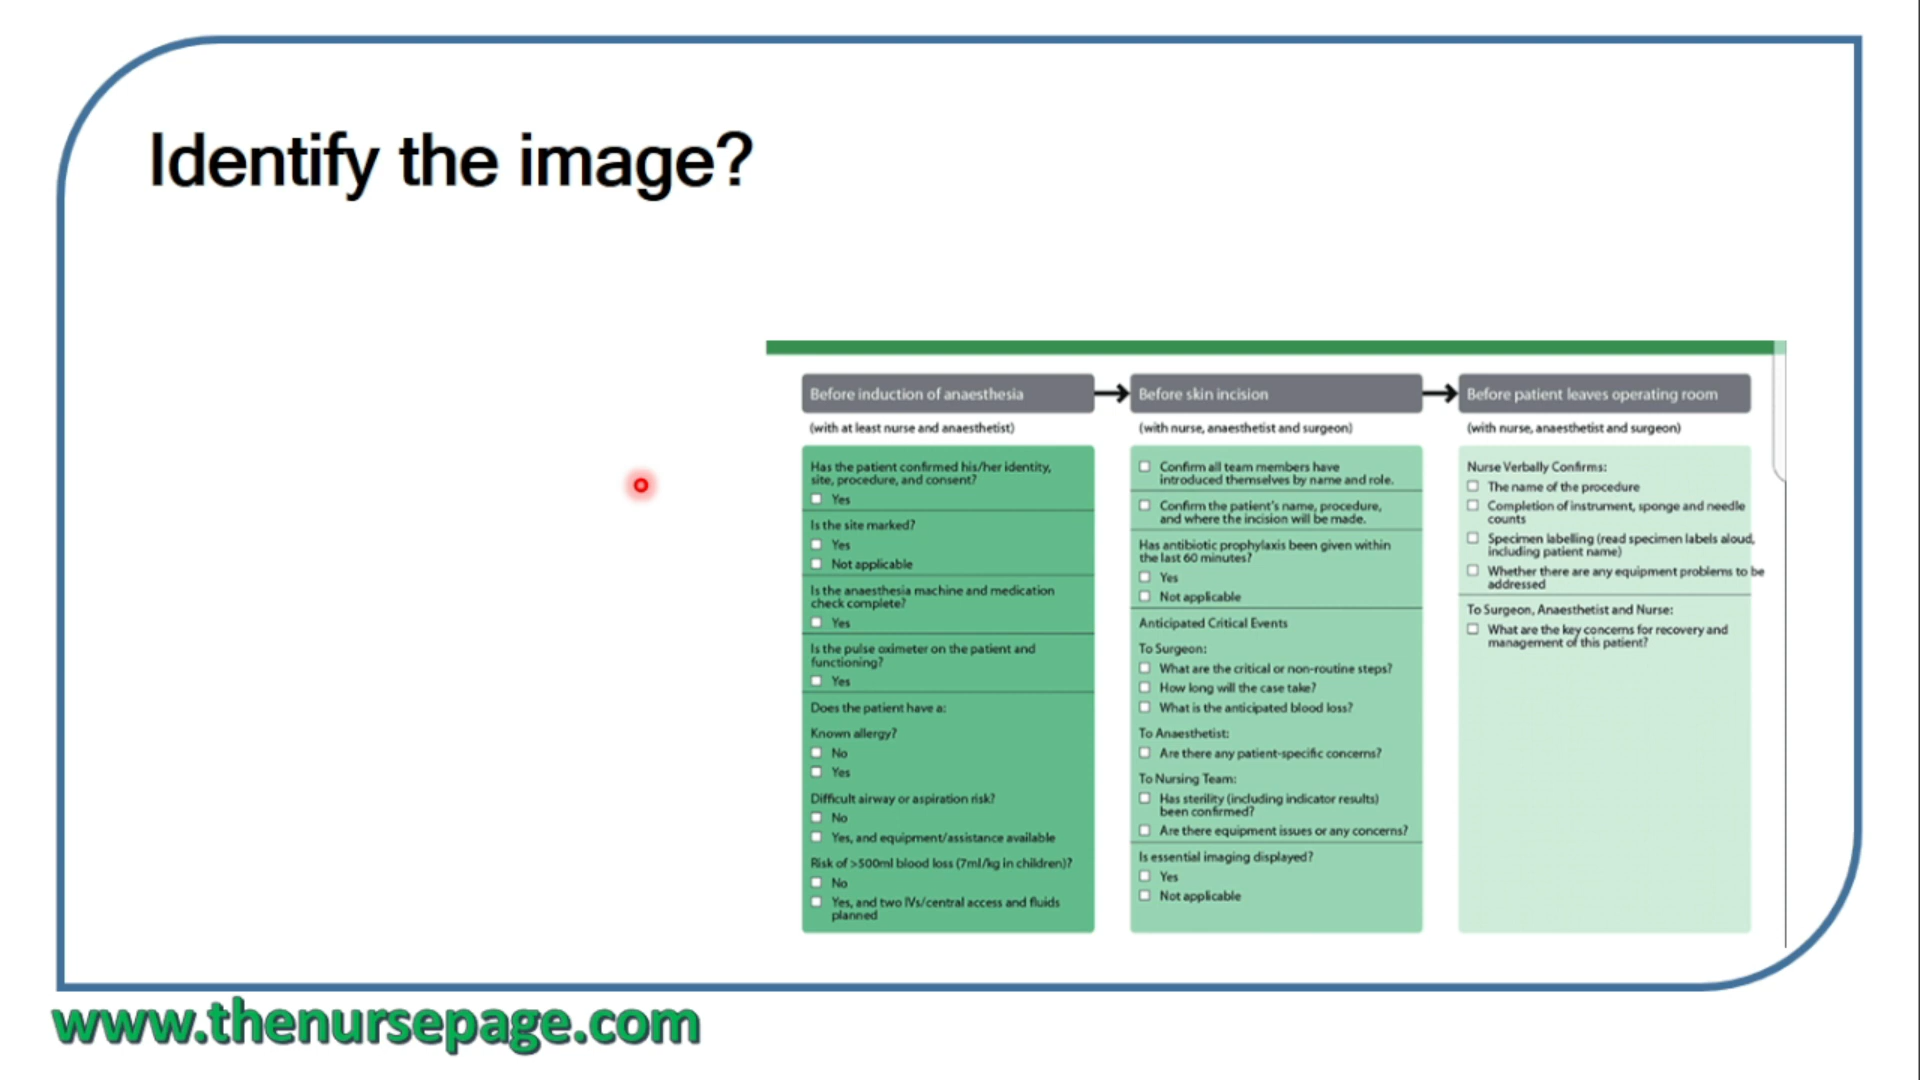 Identify the image?
Before induction of anaesthesia
(with at least nurse and anaesthetist)
Has the patient confirmed his/her identity,
site, procedure, and consent?
Yes
Is the site marked?
Yes
Not applicable
Is the anaesthesia machine and medication
check complete?
Yes
Is the pulse oximeter on the patient and
functioning?
Yes
Does the patient have a:
Known allergy?
No
Yes
Difficult airway or aspiration risk?
No
Yes, and equipment/assistance available
Risk of >500ml blood loss (7ml/kg in children)?
No
Yes, and two IVs/central access and fluids
planned
Before skin incision
(with nurse, anaesthetist and surgeon)
Confirm all team members have
introduced themselves by name and role.
Confirm the patient's name, procedure,
and where the incision will be made.
Has antibiotic prophylaxis been given within
the last 60 minutes?
Yes
Not applicable
Anticipated Critical Events
To Surgeon:
What are the critical or non-routine steps?
How long will the case take?
What is the anticipated blood loss?
To Anaesthetist:
Are there any patient-specific concerns?
To Nursing Team:
Has sterility (including indicator results)
been confirmed?
Are there equipment issues or any concerns?
Is essential imaging displayed?
Yes
Not applicable
Before patient leaves operating room
(with nurse, anaesthetist and surgeon)
Nurse Verbally Confirms:
The name of the procedure
Completion of instrument, sponge and needle
counts
Specimen labelling (read specimen labels aloud,
including patient name)
Whether there are any equipment problems to be
addressed
To Surgeon, Anaesthetist and Nurse:
What are the key concerns for recovery and
management of this patient?
www.thenursepage.com